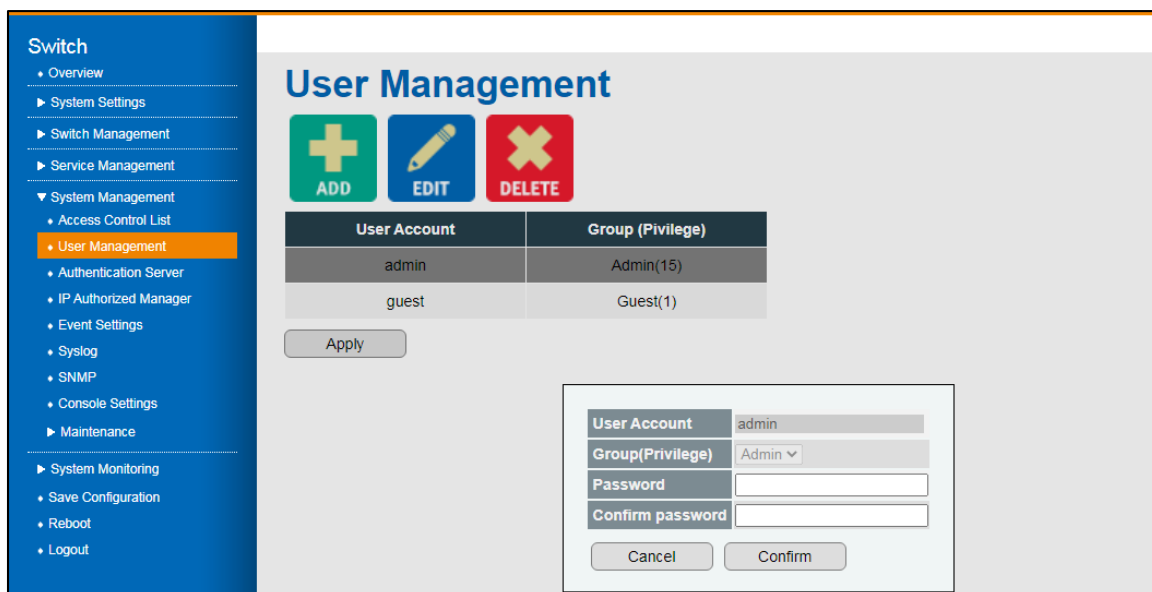 Switch
Overview
System Settings
Switch Management
Service Management
System Management
Access Control List
User Management
Authentication Server
IP Authorized Manager
Event Settings
Syslog
SNMP
Console Settings
Maintenance
System Monitoring
Save Configuration
Reboot
Logout
User Management
ADD EDIT DELETE
User Account Group (Pivilege)
admin Admin(15)
guest Guest(1)
Apply
User Account admin
Group(Privilege) Admin
Password
Confirm password
Cancel Confirm